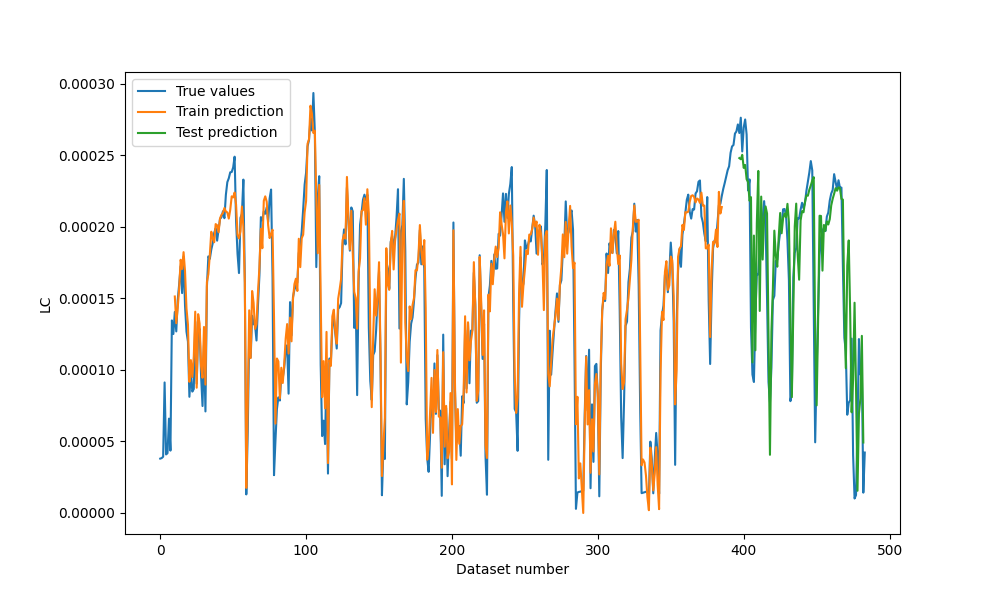 True values
Train prediction
Test prediction
0.00030
0.00025
0.00020
0.00015
0.00010
0.00005
0.00000
LC
0 100 200 300 400 500
Dataset number